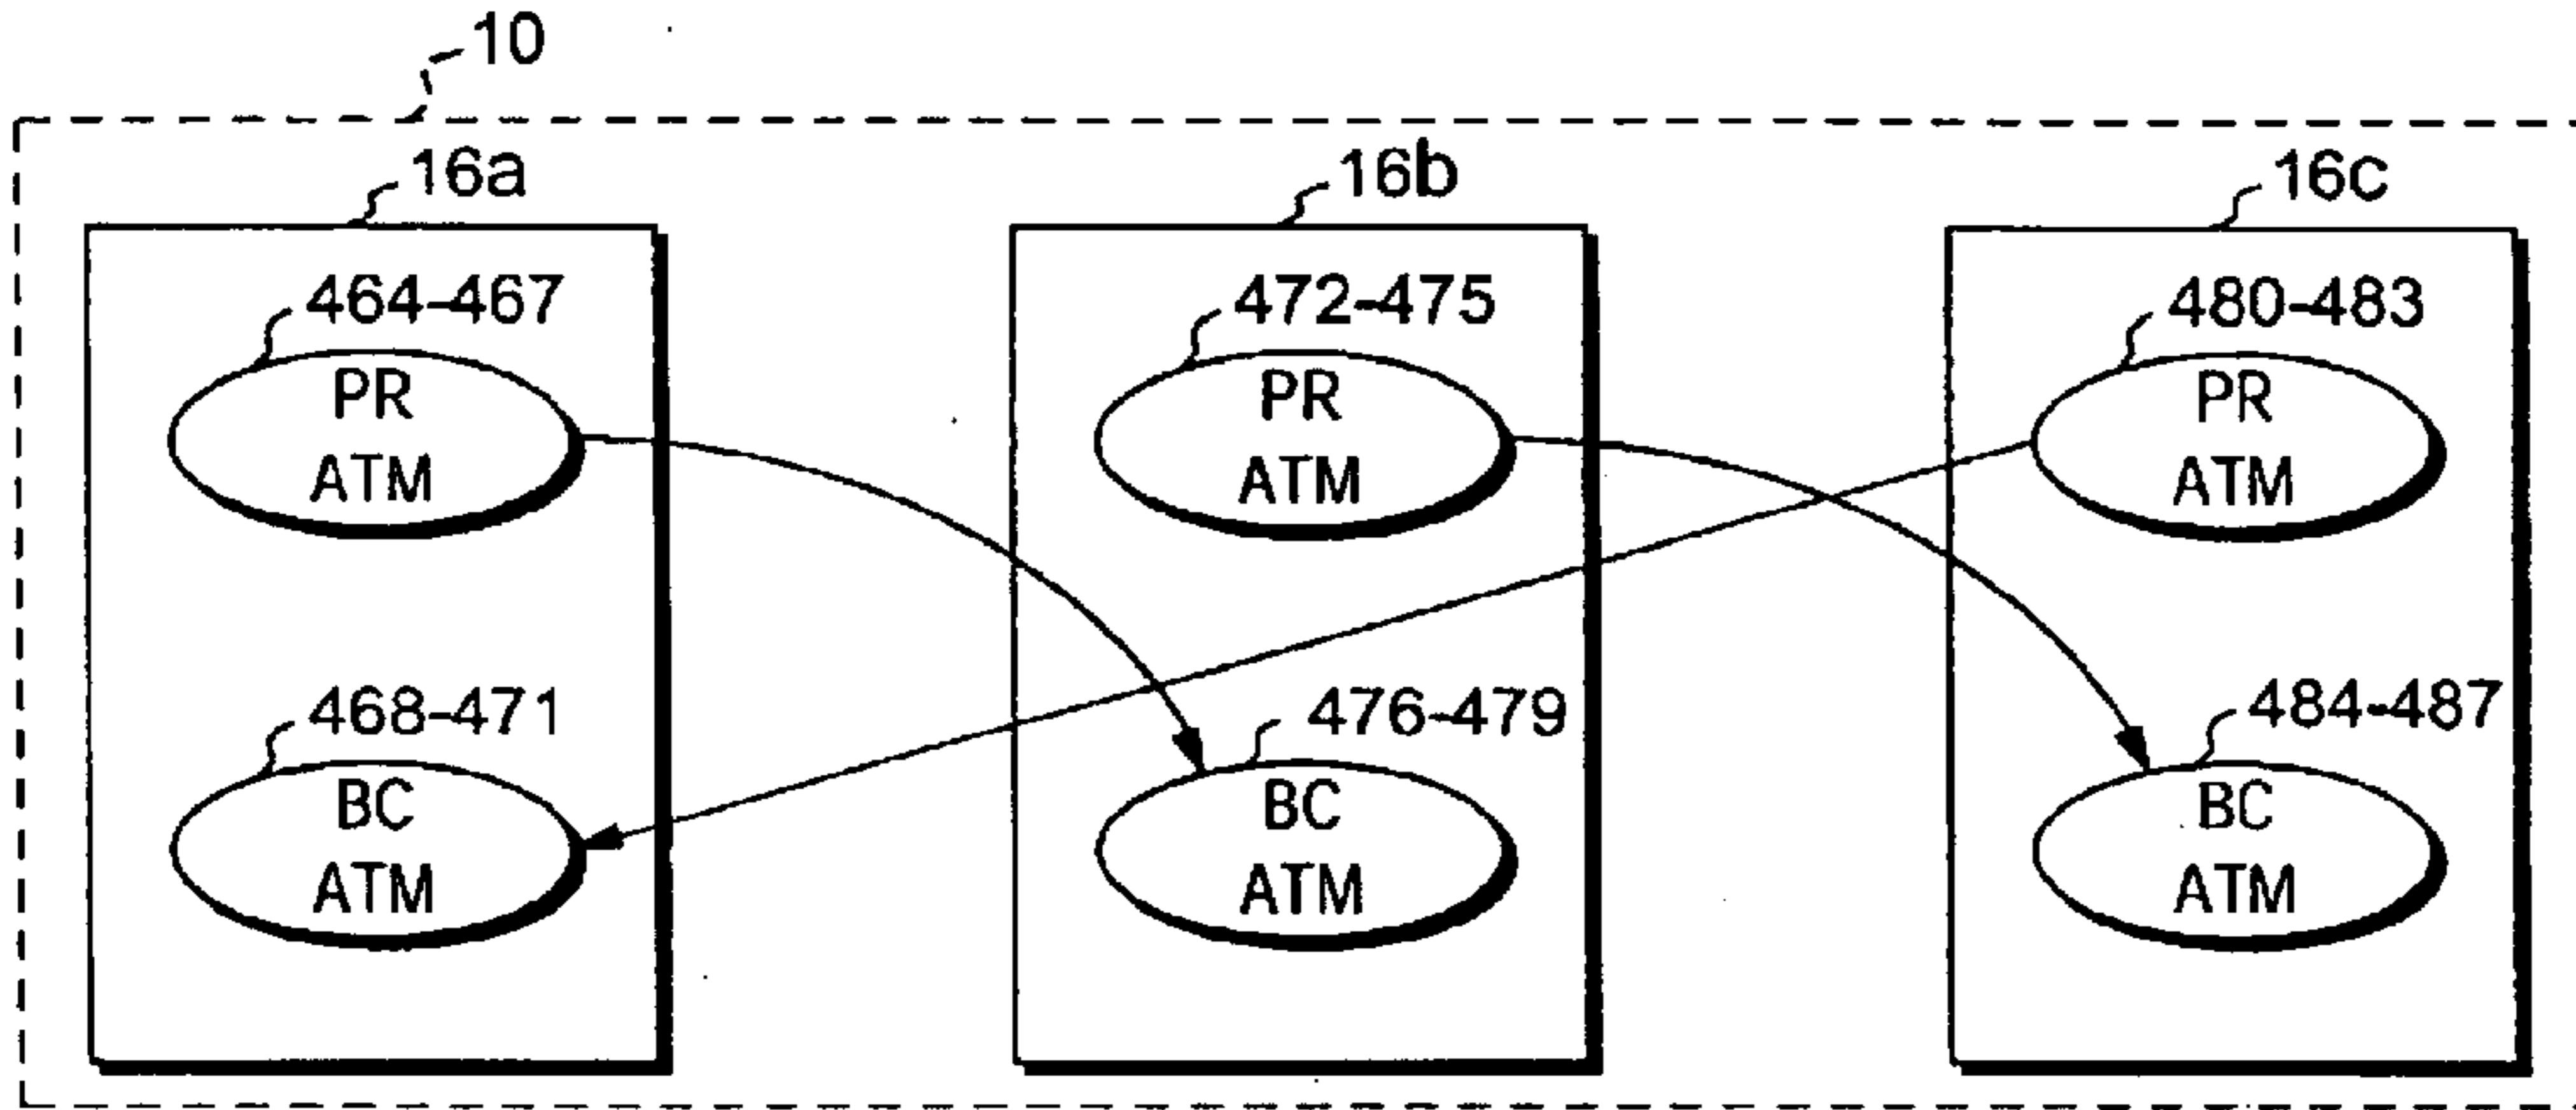 10
16a
16b
16c
464-467
472-475
480-483
PR
ATM
PR
ATM
PR
ATM
468-471
476-479
484-487
BC
ATM
BC
ATM
BC
ATM